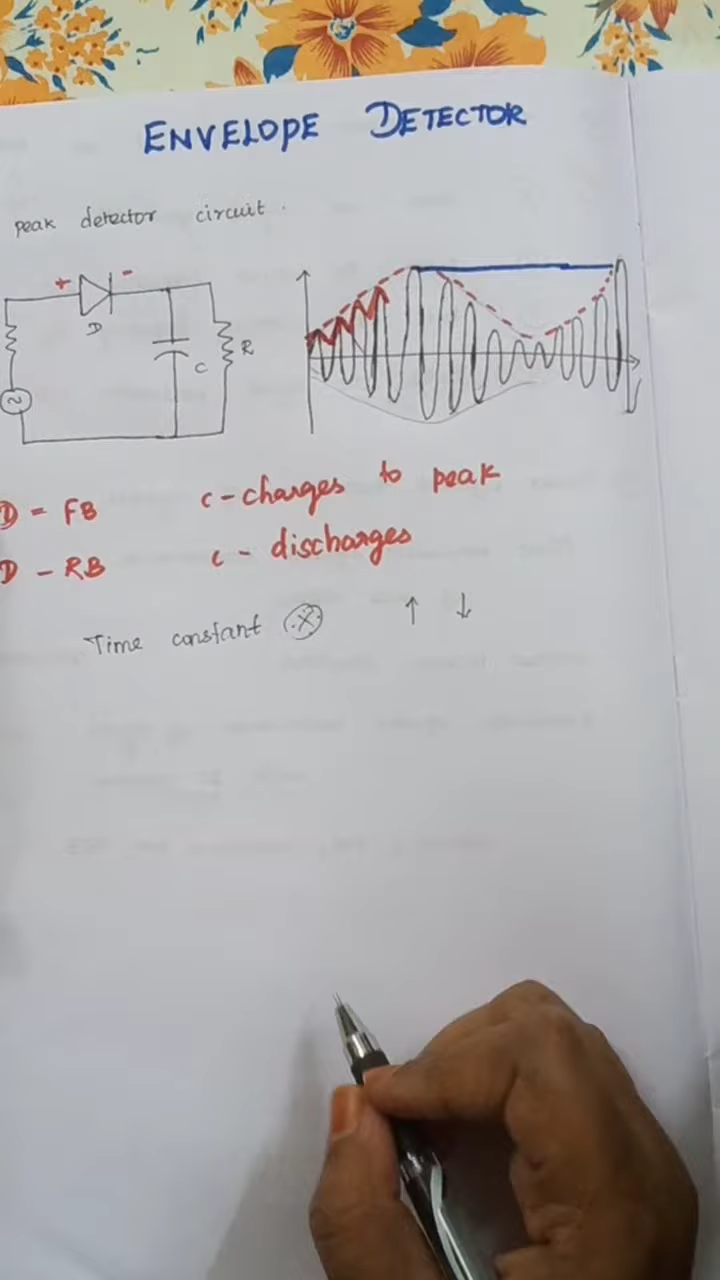 ENVELOPE DETECTOR
peak detector circuit.
+ -
D
C
R
D = FB C - charges to peak
D - RB C - discharges
Time constant ↑ ↓